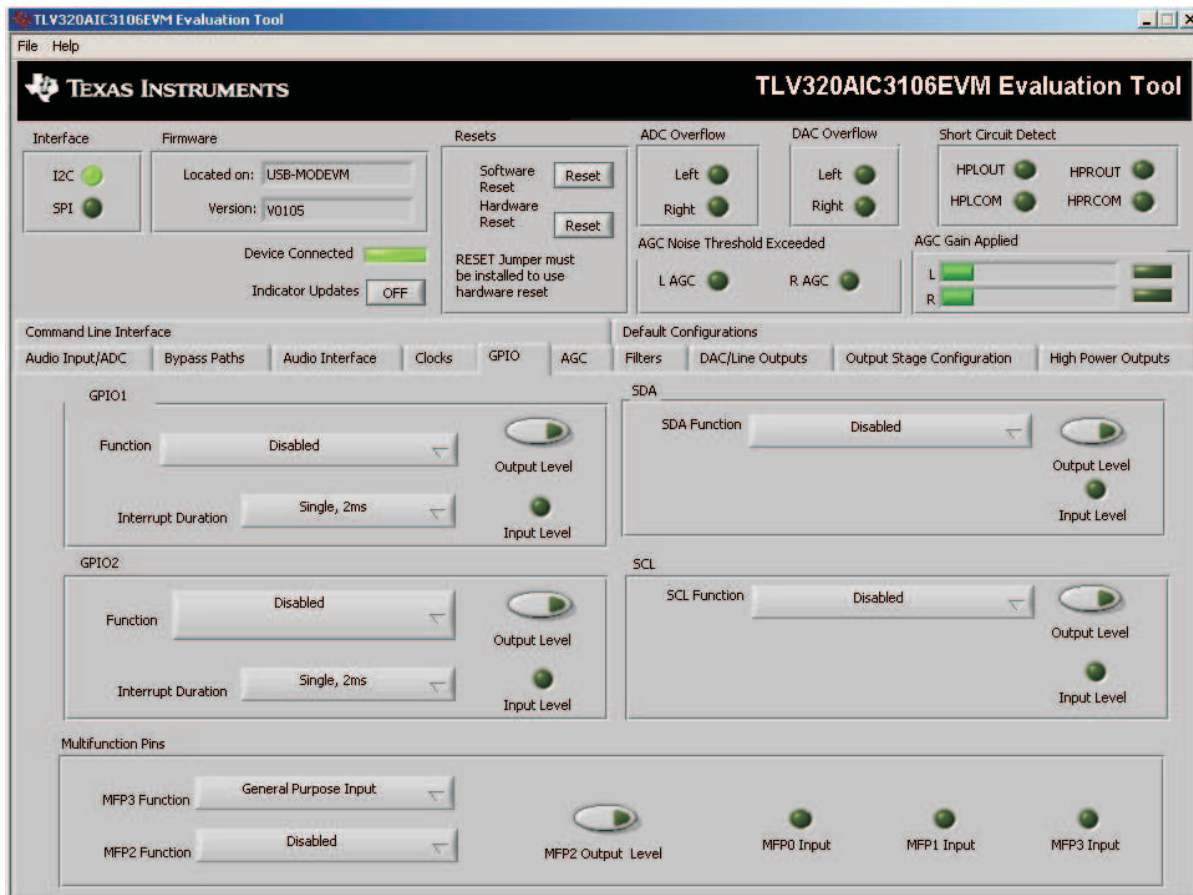 TLV320AIC3106EVM Evaluation Tool
File Help
TEXAS INSTRUMENTS
TLV320AIC3106EVM Evaluation Tool
Interface
I2C
SPI
Firmware
Located on: USB-MODEVM
Version: V0105
Device Connected
Indicator Updates OFF
Resets
Software Reset Reset
Hardware Reset Reset
RESET Jumper must
be installed to use
hardware reset
ADC Overflow
Left
Right
DAC Overflow
Left
Right
Short Circuit Detect
HPLOUT HPROUT
HPLCOM HPRCOM
AGC Noise Threshold Exceeded
L AGC R AGC
AGC Gain Applied
L
R
Command Line Interface Default Configurations
Audio Input/ADC Bypass Paths Audio Interface Clocks GPIO AGC Filters DAC/Line Outputs Output Stage Configuration High Power Outputs
GPIO1
Function Disabled
Output Level
Interrupt Duration Single, 2ms
Input Level
SDA
SDA Function Disabled
Output Level
Input Level
GPIO2
Function Disabled
Output Level
Interrupt Duration Single, 2ms
Input Level
SCL
SCL Function Disabled
Output Level
Input Level
Multifunction Pins
MFP3 Function General Purpose Input
MFP2 Function Disabled
MFP2 Output Level
MFP0 Input
MFP1 Input
MFP3 Input